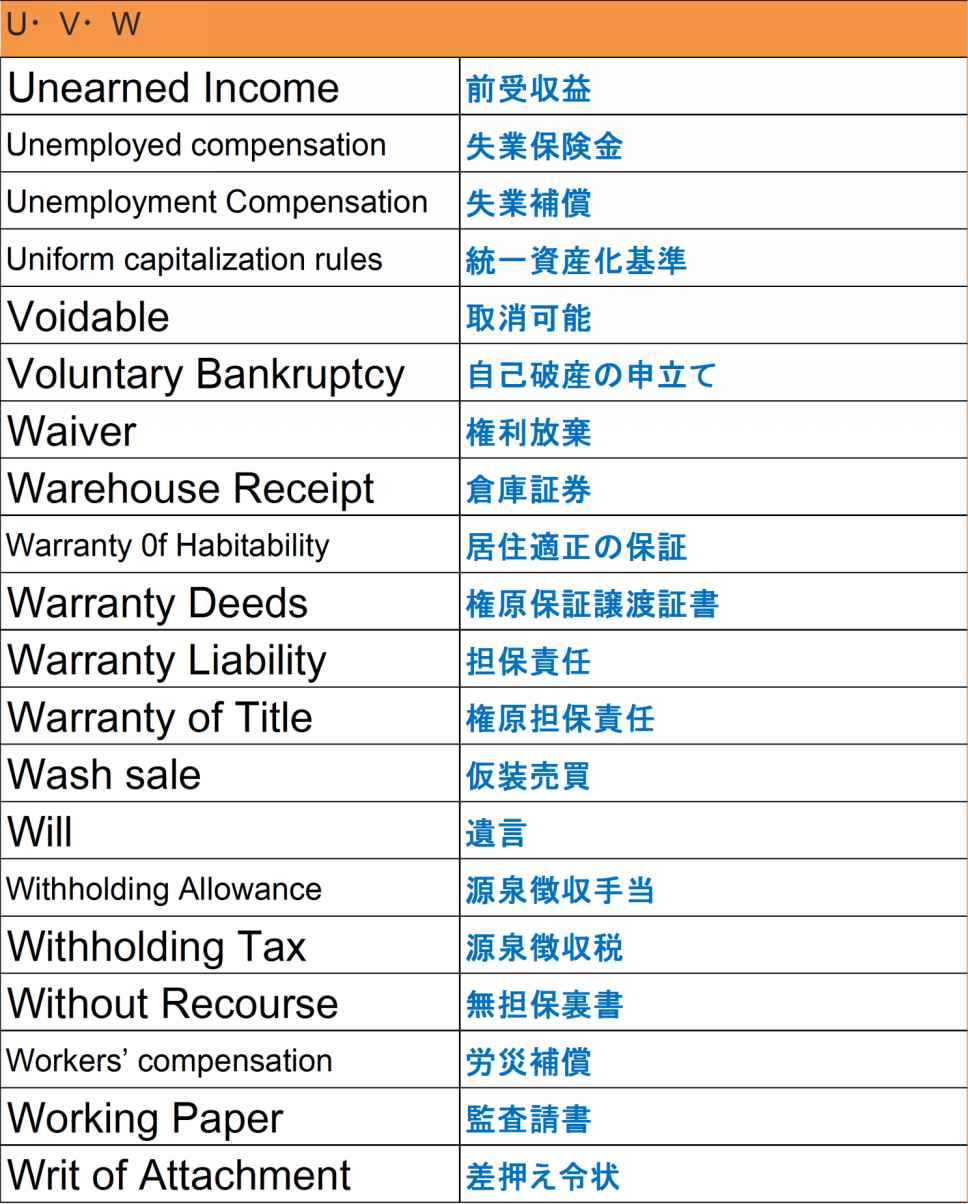 U・ V・ W
Unearned Income 前受収益
Unemployed compensation 失業保険金
Unemployment Compensation 失業補償
Uniform capitalization rules 統一資産化基準
Voidable 取消可能
Voluntary Bankruptcy 自己破産の申立て
Waiver 権利放棄
Warehouse Receipt 倉庫証券
Warranty 0f Habitability 居住適正の保証
Warranty Deeds 権原保証譲渡証書
Warranty Liability 担保責任
Warranty of Title 権原担保責任
Wash sale 仮装売買
Will 遺言
Withholding Allowance 源泉徴収手当
Withholding Tax 源泉徴収税
Without Recourse 無担保裏書
Workers’ compensation 労災補償
Working Paper 監査請書
Writ of Attachment 差押え令状